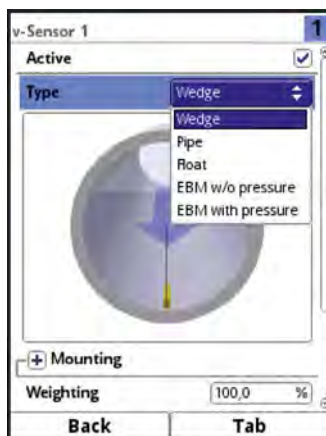 v-Sensor 1 1
Active
Type Wedge
Wedge
Pipe
Float
EBM w/o pressure
EBM with pressure
Mounting
Weighting 100,0 %
Back Tab